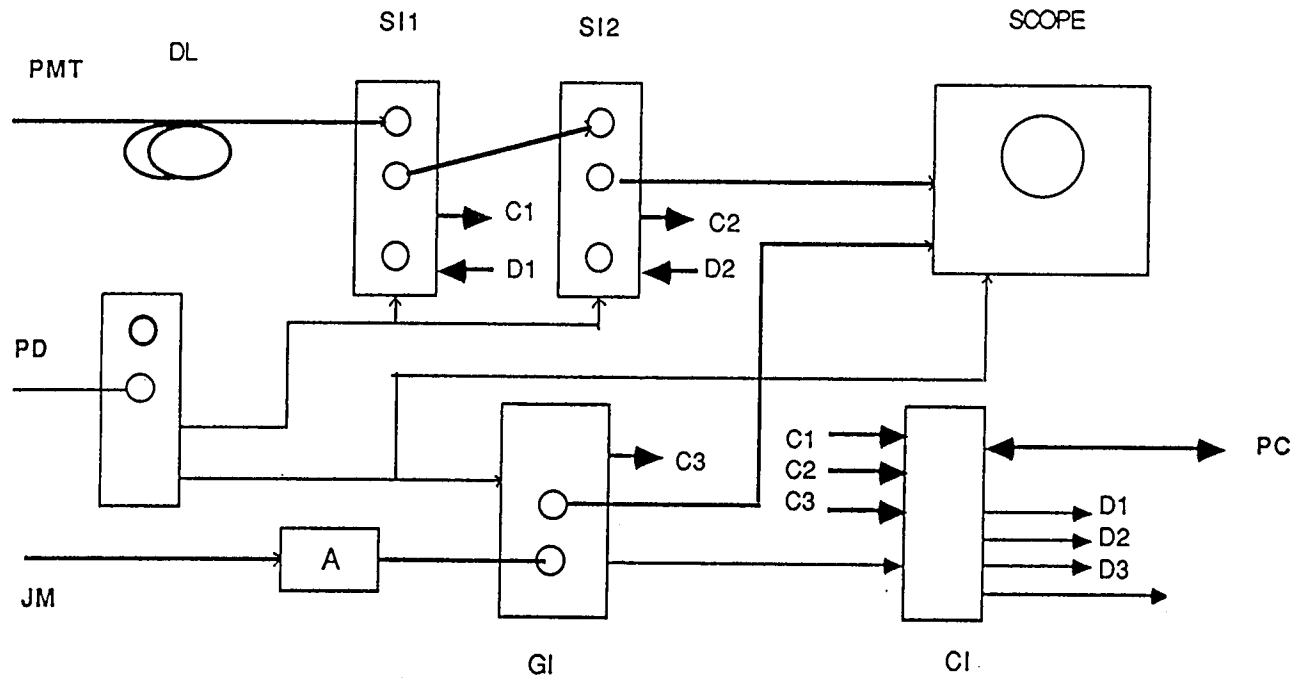 SI1
SI2
SCOPE
DL
PMT
C1
C2
D1
D2
PD
C1
PC
C3
C2
C3
D1
D2
A
D3
JM
GI
CI